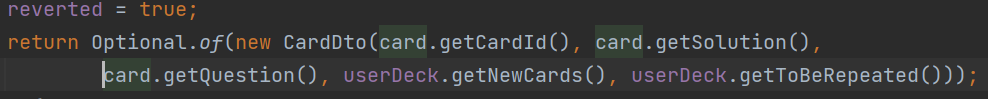 reverted = true;
return Optional.of(new CardDto(card.getCardId(), card.getSolution(),
card.getQuestion(), userDeck.getNewCards(), userDeck.getToBeRepeated()));